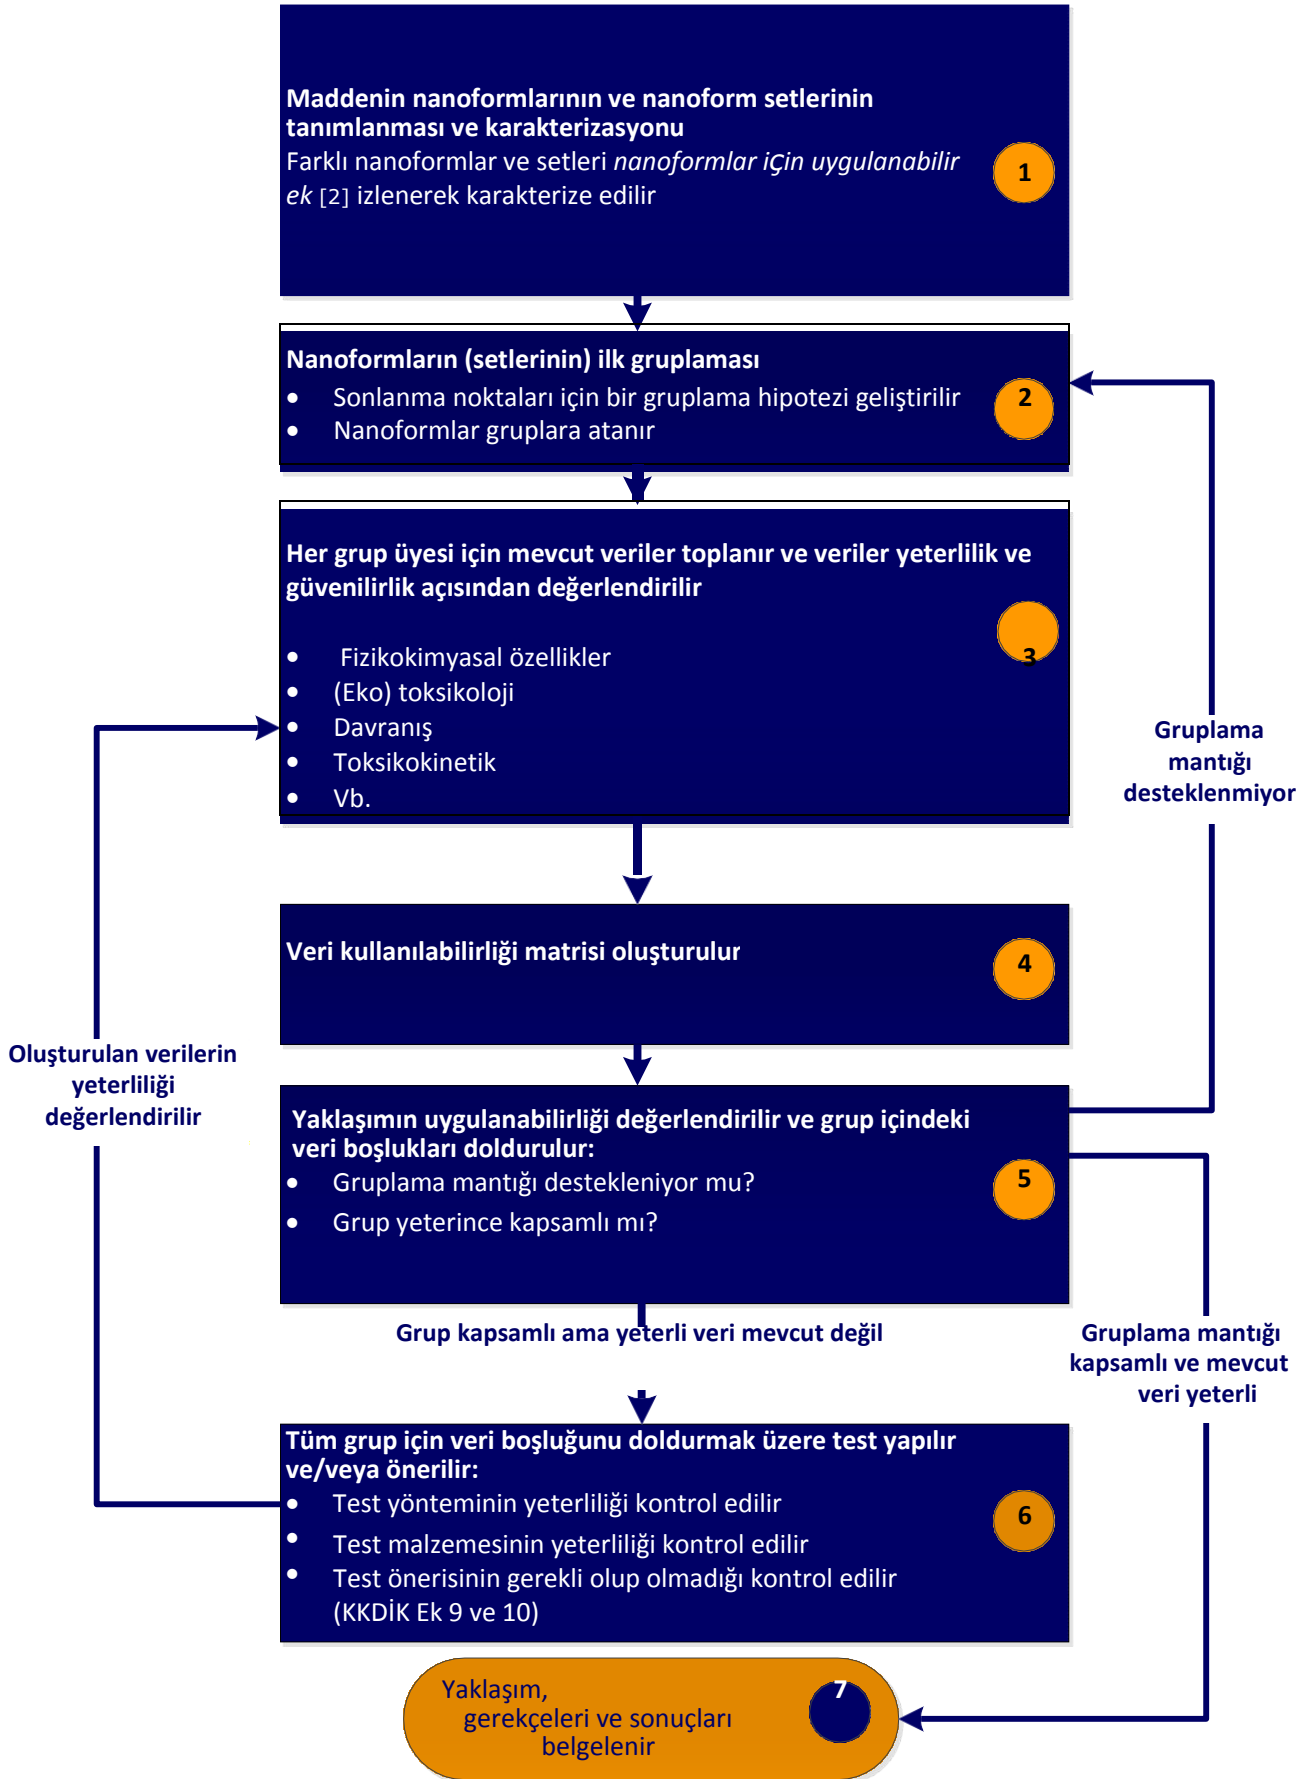 Maddenin nanoformlarının ve nanoform setlerinin
tanımlanması ve karakterizasyonu
Farklı nanoformlar ve setleri nanoformlar iÇin uygulanabilir
ek [2] izlenerek karakterize edilir
1
Nanoformların (setlerinin) ilk gruplaması
• Sonlanma noktaları için bir gruplama hipotezi geliştirilir
• Nanoformlar gruplara atanır
2
Her grup üyesi için mevcut veriler toplanır ve veriler yeterlilik ve
güvenilirlik açısından değerlendirilir
• Fizikokimyasal özellikler
• (Eko) toksikoloji
• Davranış
• Toksikokinetik
• Vb.
3
Gruplama
mantığı
desteklenmiyor
Veri kullanılabilirliği matrisi oluşturulur
4
Oluşturulan verilerin
yeterliliği
değerlendirilir
Yaklaşımın uygulanabilirliği değerlendirilir ve grup içindeki
veri boşlukları doldurulur:
• Gruplama mantığı destekleniyor mu?
• Grup yeterince kapsamlı mı?
5
Grup kapsamlı ama yeterli veri mevcut değil
Gruplama mantığı
kapsamlı ve mevcut
veri yeterli
Tüm grup için veri boşluğunu doldurmak üzere test yapılır
ve/veya önerilir:
• Test yönteminin yeterliliği kontrol edilir
• Test malzemesinin yeterliliği kontrol edilir
• Test önerisinin gerekli olup olmadığı kontrol edilir
(KKDİK Ek 9 ve 10)
6
Yaklaşım,
gerekçeleri ve sonuçları
belgelenir
7